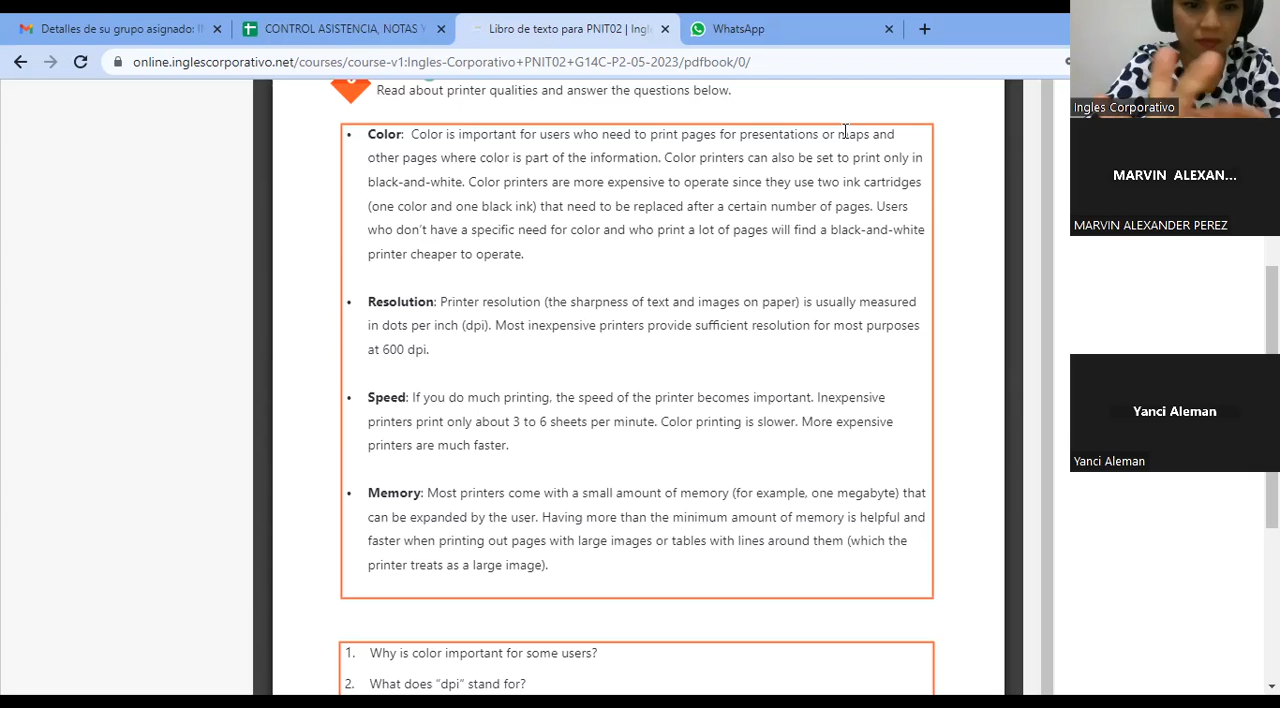 Detalles de su grupo asignado: I
CONTROL ASISTENCIA, NOTAS Y
Libro de texto para PNIT02 | Ingl
WhatsApp
online.inglescorporativo.net/courses/course-v1:Ingles-Corporativo+PNIT02+G14C-P2-05-2023/pdfbook/0/
Read about printer qualities and answer the questions below.
• Color: Color is important for users who need to print pages for presentations or maps and
other pages where color is part of the information. Color printers can also be set to print only in
black-and-white. Color printers are more expensive to operate since they use two ink cartridges
(one color and one black ink) that need to be replaced after a certain number of pages. Users
who don't have a specific need for color and who print a lot of pages will find a black-and-white
printer cheaper to operate.
• Resolution: Printer resolution (the sharpness of text and images on paper) is usually measured
in dots per inch (dpi). Most inexpensive printers provide sufficient resolution for most purposes
at 600 dpi.
• Speed: If you do much printing, the speed of the printer becomes important. Inexpensive
printers print only about 3 to 6 sheets per minute. Color printing is slower. More expensive
printers are much faster.
• Memory: Most printers come with a small amount of memory (for example, one megabyte) that
can be expanded by the user. Having more than the minimum amount of memory is helpful and
faster when printing out pages with large images or tables with lines around them (which the
printer treats as a large image).
1. Why is color important for some users?
2. What does “dpi” stand for?
Ingles Corporativo
MARVIN ALEXAN...
MARVIN ALEXANDER PEREZ
Yanci Aleman
Yanci Aleman